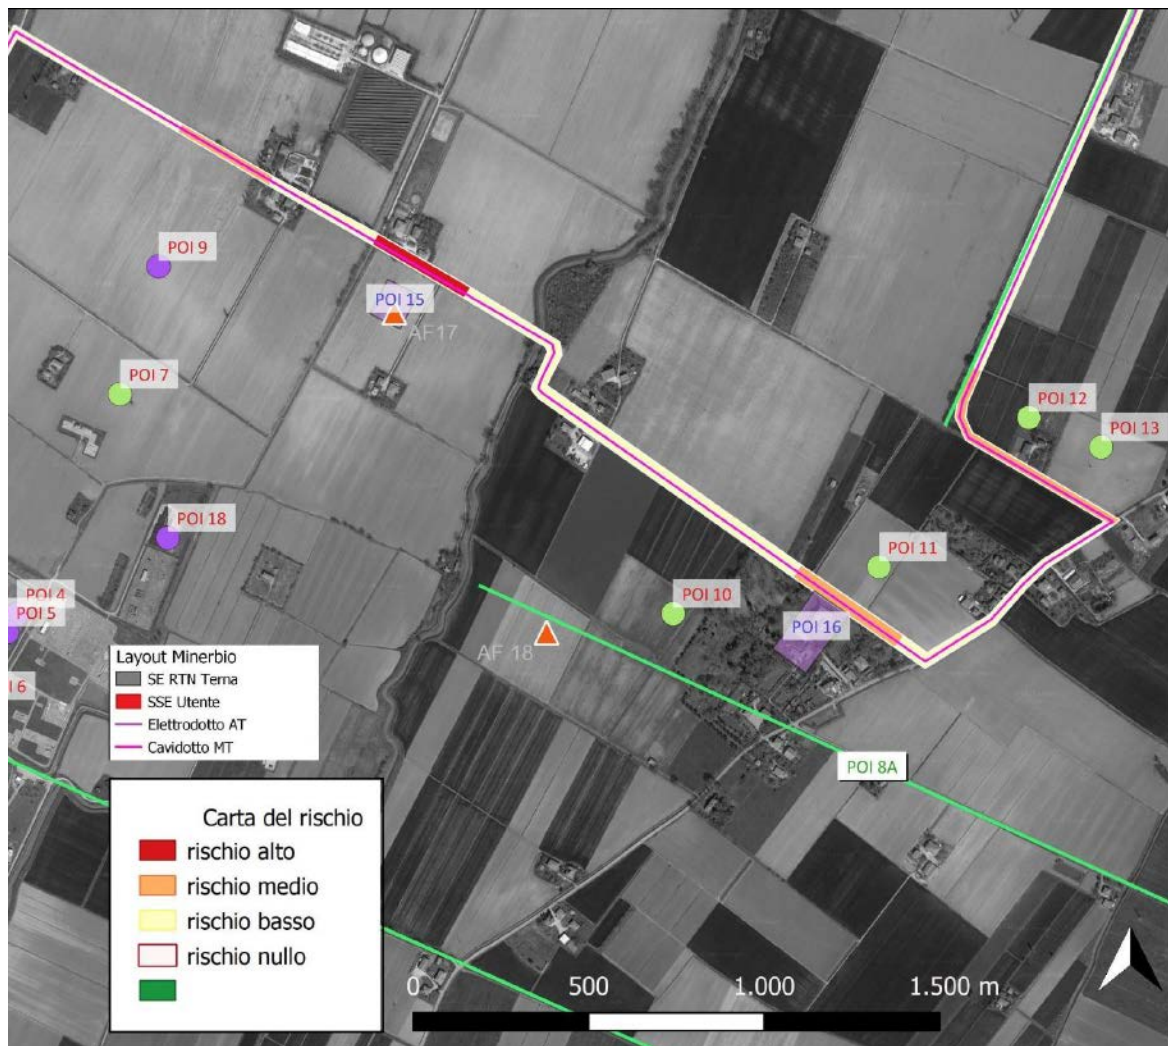 POI 9
POI 15
AF17
POI 7
POI 12
POI 13
POI 18
POI 11
POI 4
POI 5
POI 10
POI 16
AF 18
I 6
Layout Minerbio
SE RTN Terna
SSE Utente
Elettrodotto AT
Cavidotto MT
POI 8A
Carta del rischio
rischio alto
rischio medio
rischio basso
rischio nullo
0 500 1.000 1.500 m